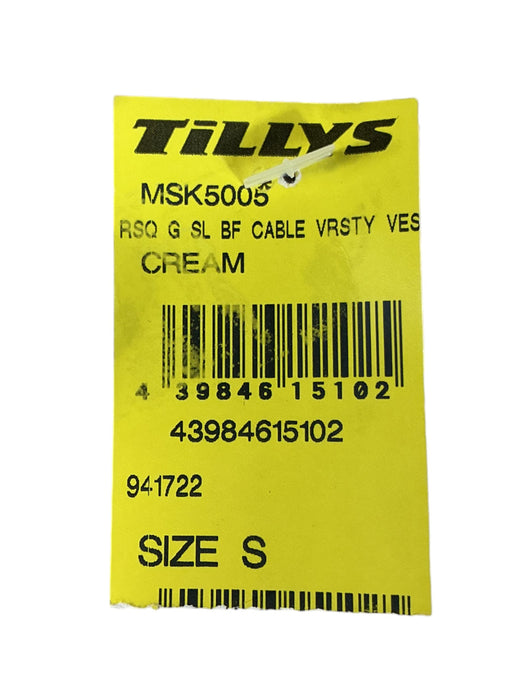 TiLLYS
MSK5005
RSQ G SL BF CABLE VRSTY VES
CREAM
4 39846 15102
43984615102
941722
SIZE S